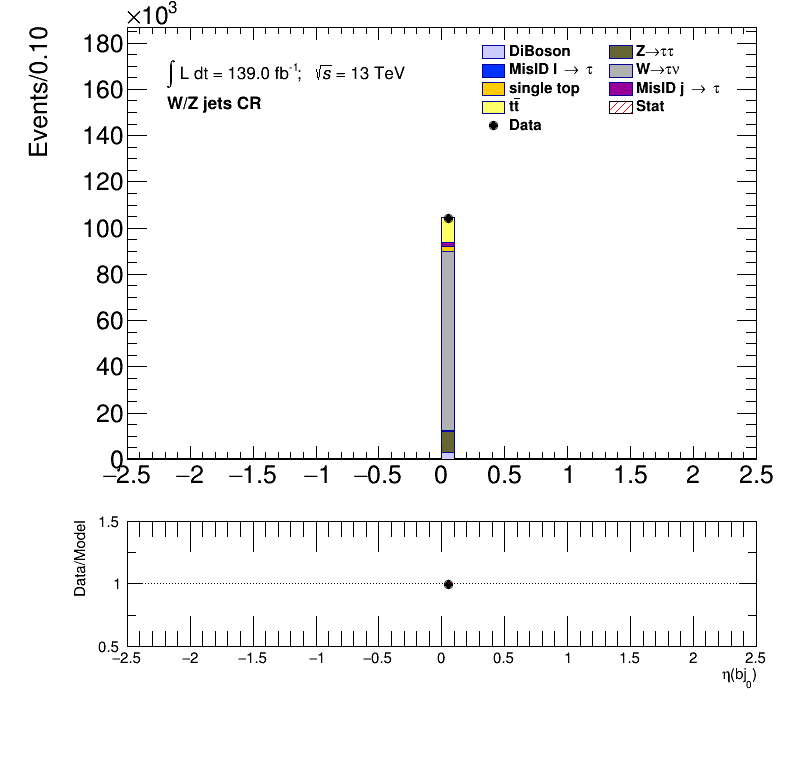 ×10³
Events/0.10
180
160
140
120
100
80
60
40
20
0
∫ L dt = 139.0 fb⁻¹; √s = 13 TeV
W/Z jets CR
DiBoson
MisID l → τ
single top
tt̄
Data
Z→ττ
W→τν
MisID j → τ
Stat
−2.5 −2 −1.5 −1 −0.5 0 0.5 1 1.5 2 2.5
Data/Model
1.5
1
0.5
−2.5 −2 −1.5 −1 −0.5 0 0.5 1 1.5 2 2.5
η(bj₀)